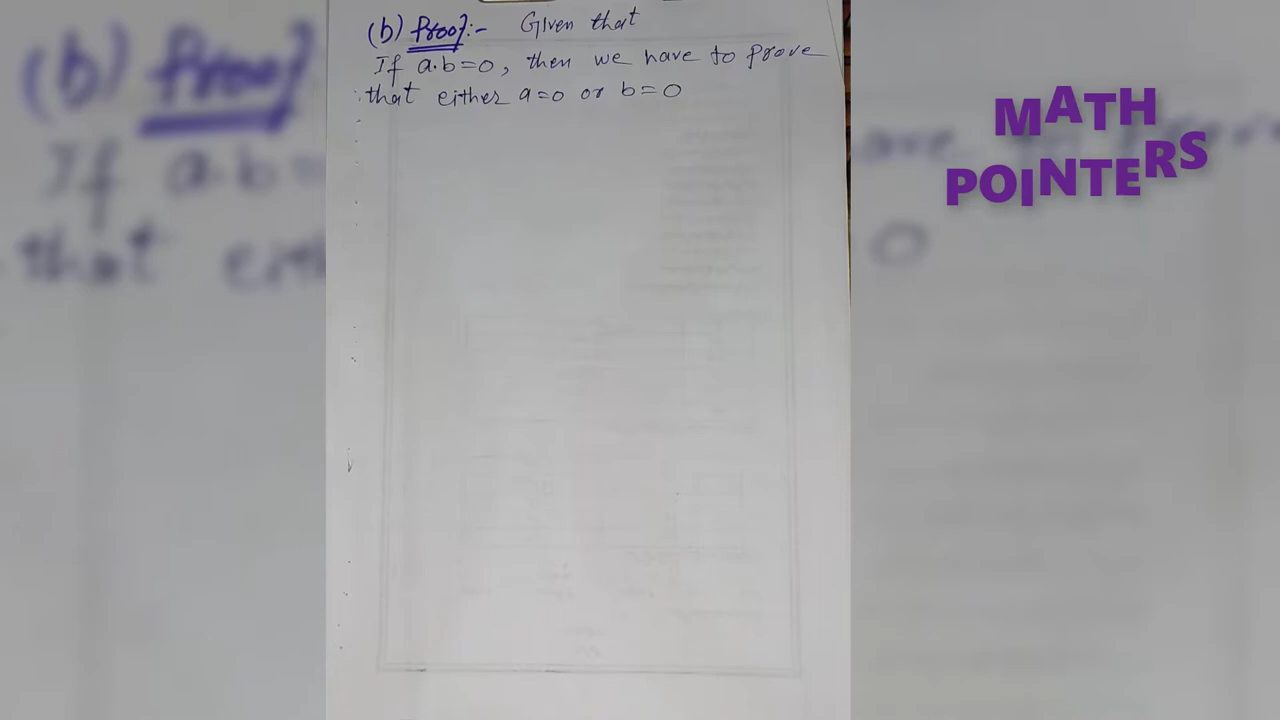 (b) Proof:- Given that
If a.b=0, then we have to prove
that either a=0 or b=0
MATH
POINTERS